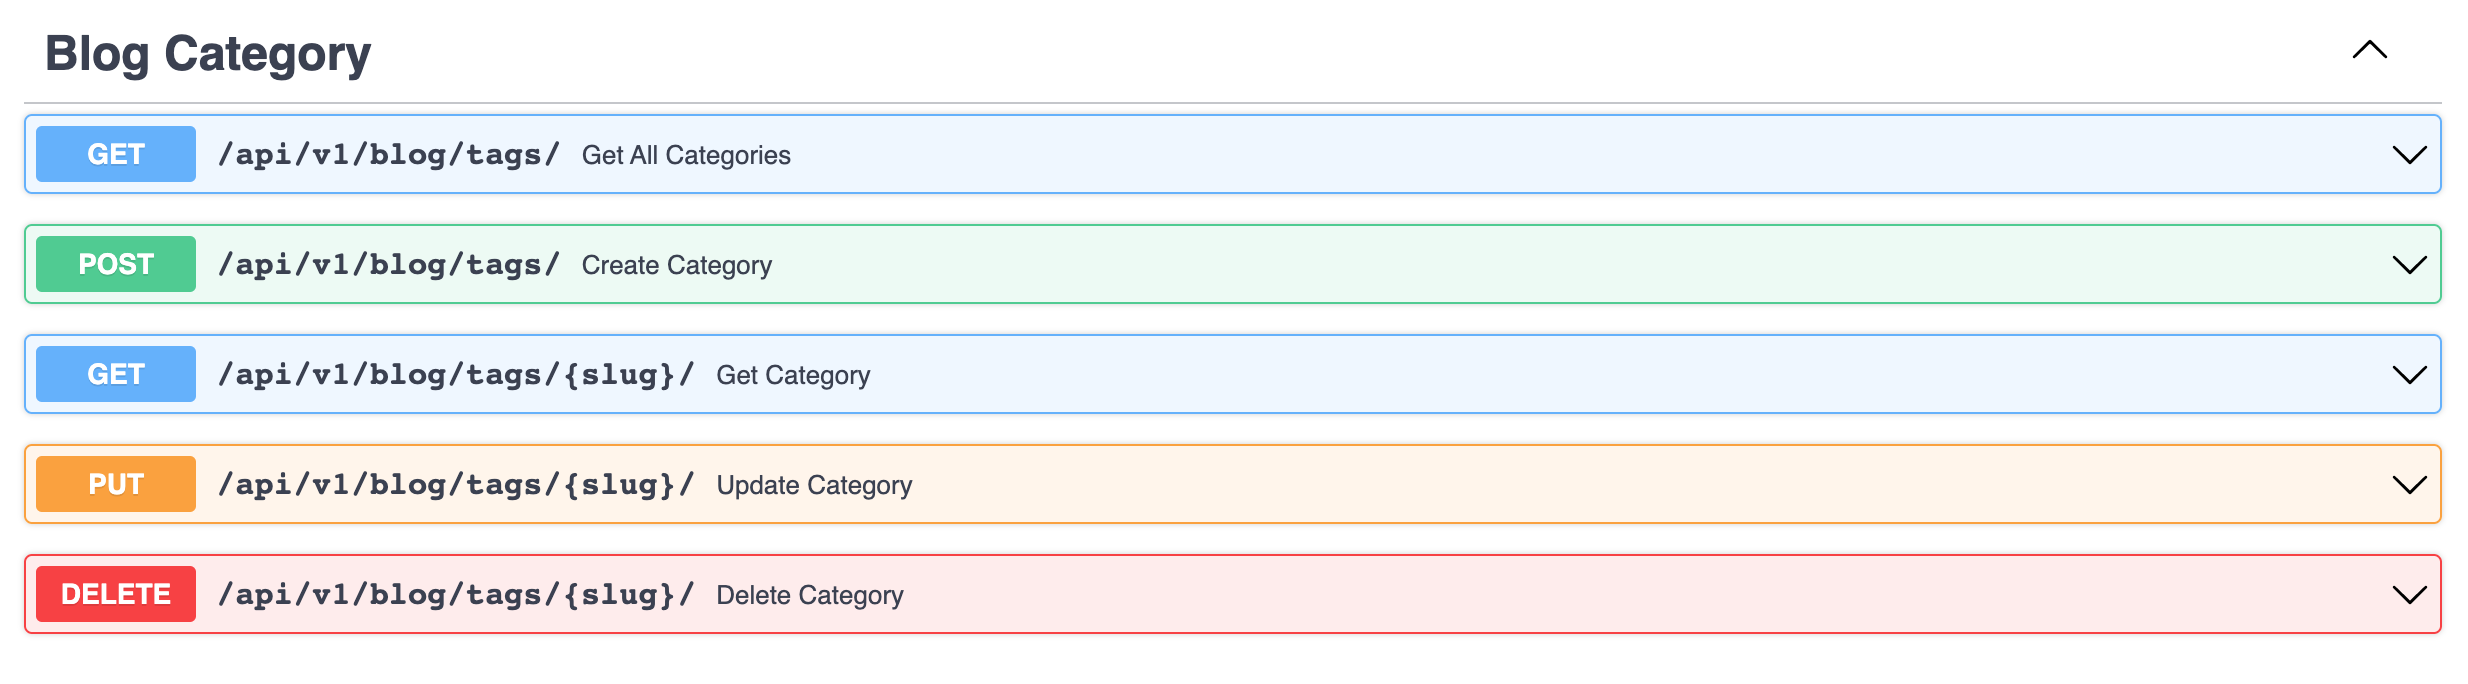 Blog Category
GET /api/v1/blog/tags/ Get All Categories
POST /api/v1/blog/tags/ Create Category
GET /api/v1/blog/tags/{slug}/ Get Category
PUT /api/v1/blog/tags/{slug}/ Update Category
DELETE /api/v1/blog/tags/{slug}/ Delete Category